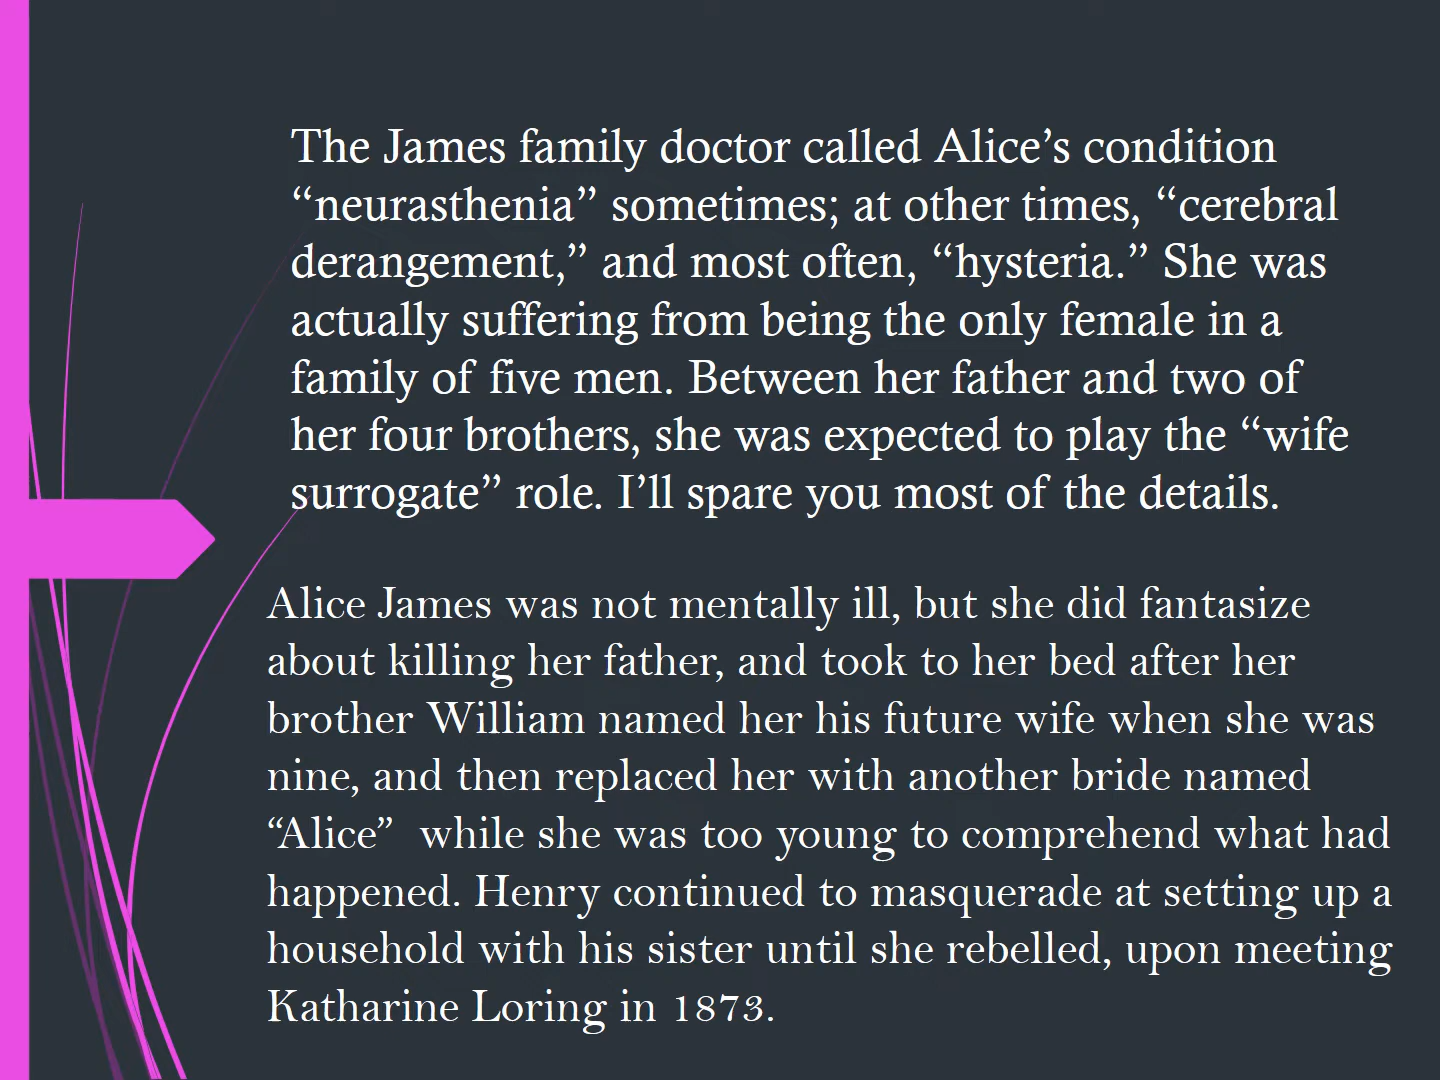 The James family doctor called Alice’s condition
“neurasthenia” sometimes; at other times, “cerebral
derangement,” and most often, “hysteria.” She was
actually suffering from being the only female in a
family of five men. Between her father and two of
her four brothers, she was expected to play the “wife
surrogate” role. I’ll spare you most of the details.
Alice James was not mentally ill, but she did fantasize
about killing her father, and took to her bed after her
brother William named her his future wife when she was
nine, and then replaced her with another bride named
“Alice”  while she was too young to comprehend what had
happened. Henry continued to masquerade at setting up a
household with his sister until she rebelled, upon meeting
Katharine Loring in 1873.